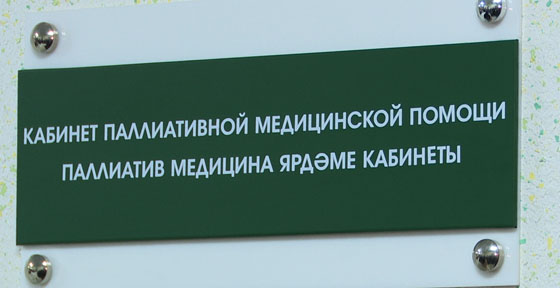 КАБИНЕТ ПАЛЛИАТИВНОЙ МЕДИЦИНСКОЙ ПОМОЩИ
ПАЛЛИАТИВ МЕДИЦИНА ЯРДӘМЕ КАБИНЕТЫ